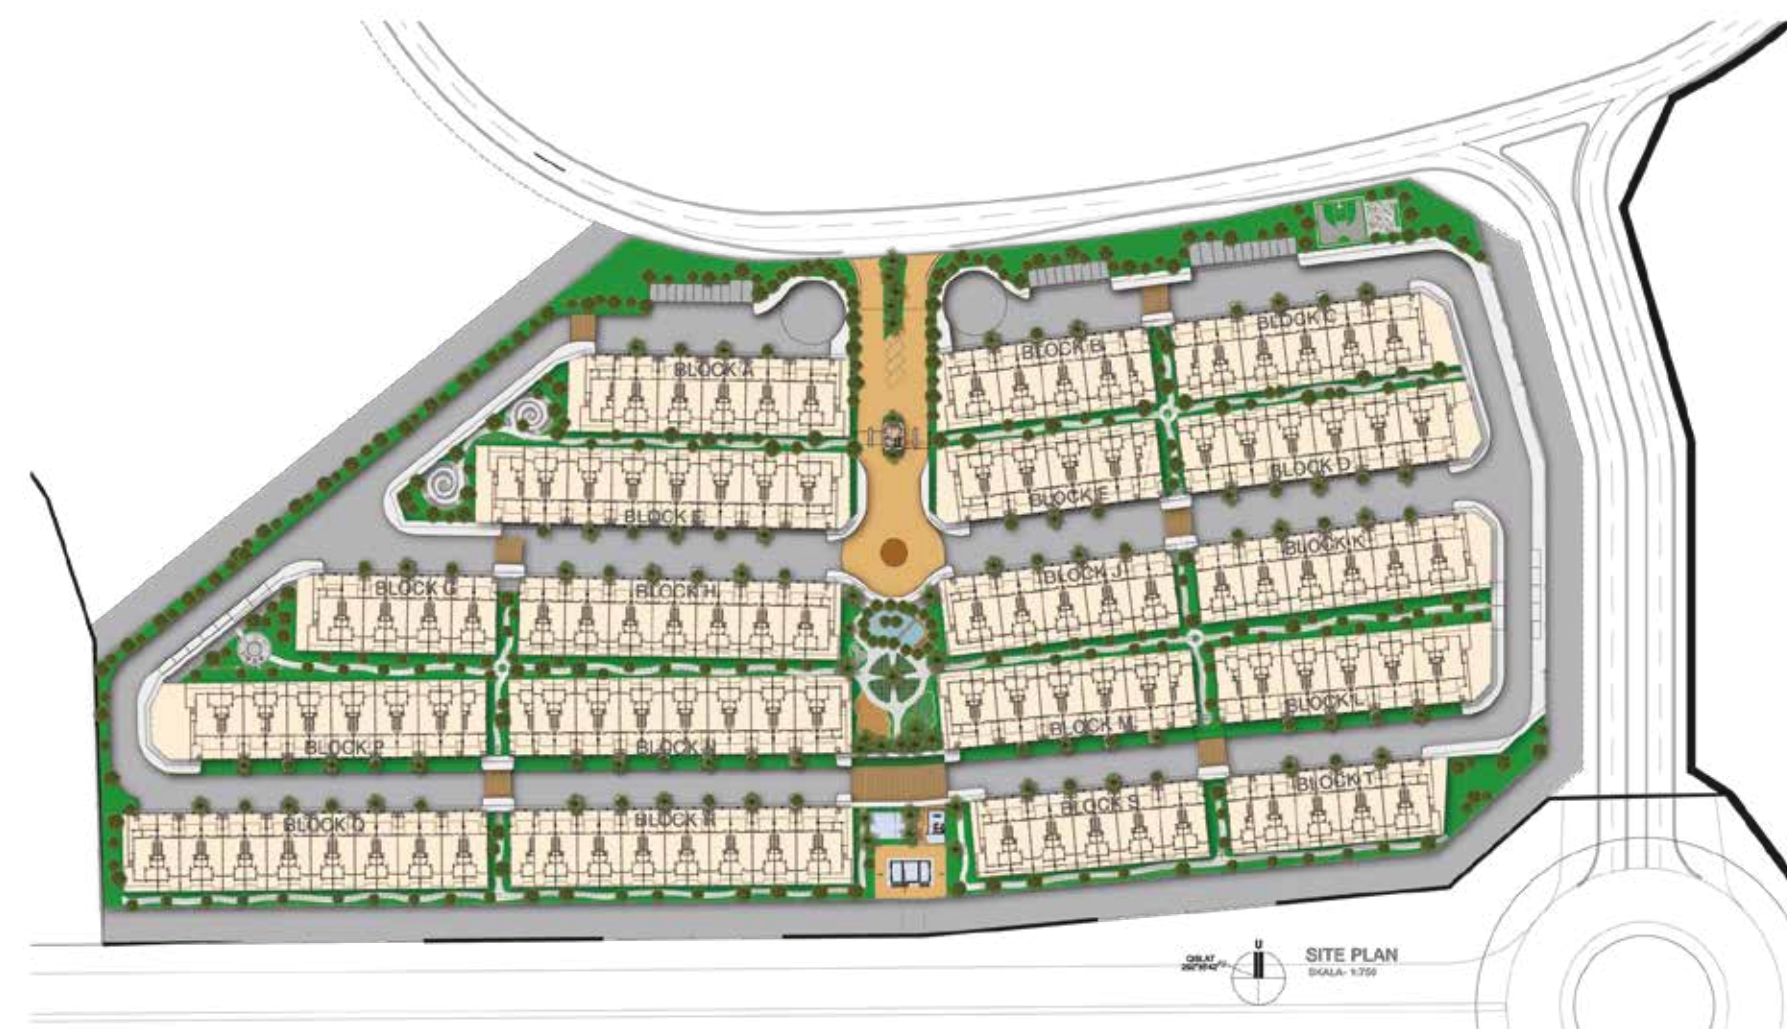 BLOCK C
BLOCK B
BLOCK A
BLOCK D
BLOCK E
BLOCK
BLOCK K
BLOCK J
BLOCK G
BLOCK H
BLOCK L
BLOCK M
BLOCK P
BLOCK N
BLOCK T
BLOCK S
BLOCK Q
BLOCK R
U
QIBLAT
SITE PLAN
SKALA- 1:750